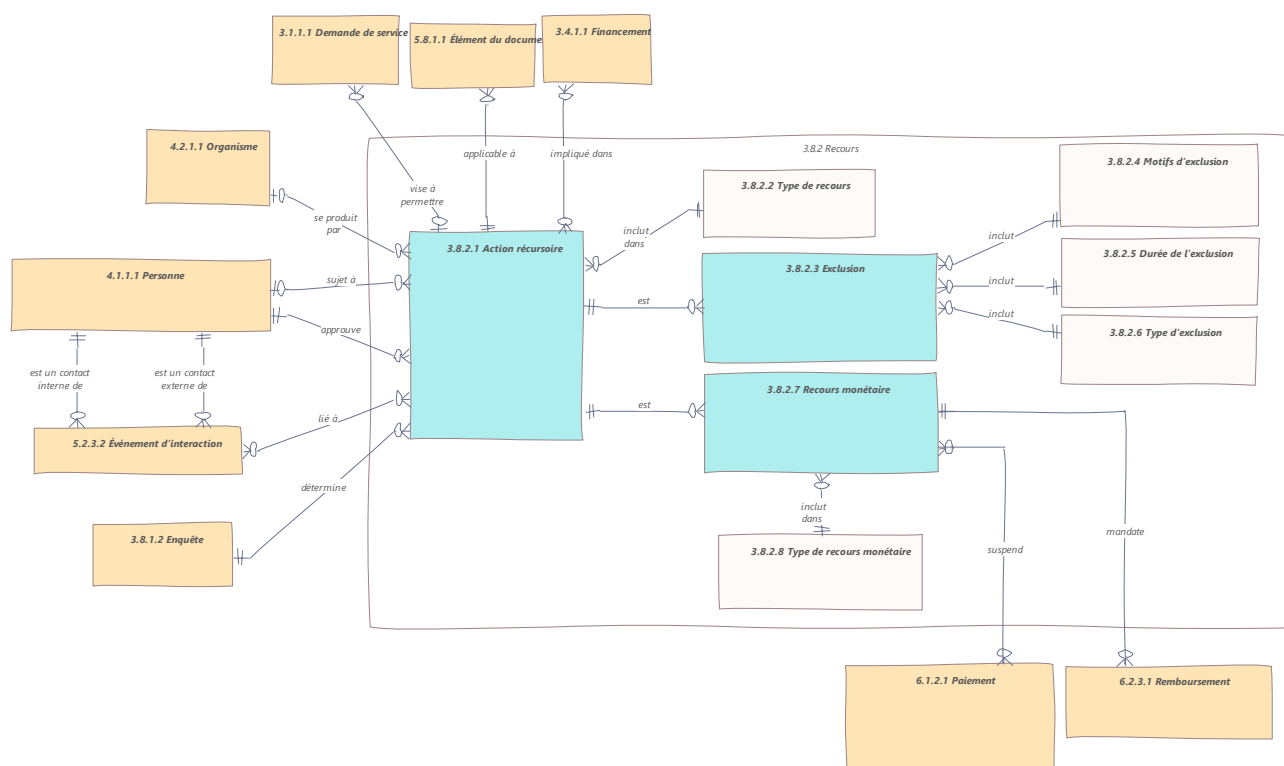 3.1.1.1 Demande de service
5.8.1.1 Élément du docume
3.4.1.1 Financement
4.2.1.1 Organisme
applicable à
impliqué dans
3.8.2 Recours
3.8.2.4 Motifs d'exclusion
3.8.2.2 Type de recours
vise à
permettre
se produit
par
inclut
dans
inclut
3.8.2.1 Action récursoire
3.8.2.3 Exclusion
3.8.2.5 Durée de l'exclusion
4.1.1.1 Personne
sujet à
inclut
est
inclut
approuve
3.8.2.6 Type d'exclusion
est un contact
interne de
est un contact
externe de
3.8.2.7 Recours monétaire
est
lié à
5.2.3.2 Événement d'interaction
détermine
inclut
dans
3.8.1.2 Enquête
mandate
3.8.2.8 Type de recours monétaire
suspend
6.1.2.1 Paiement
6.2.3.1 Remboursement